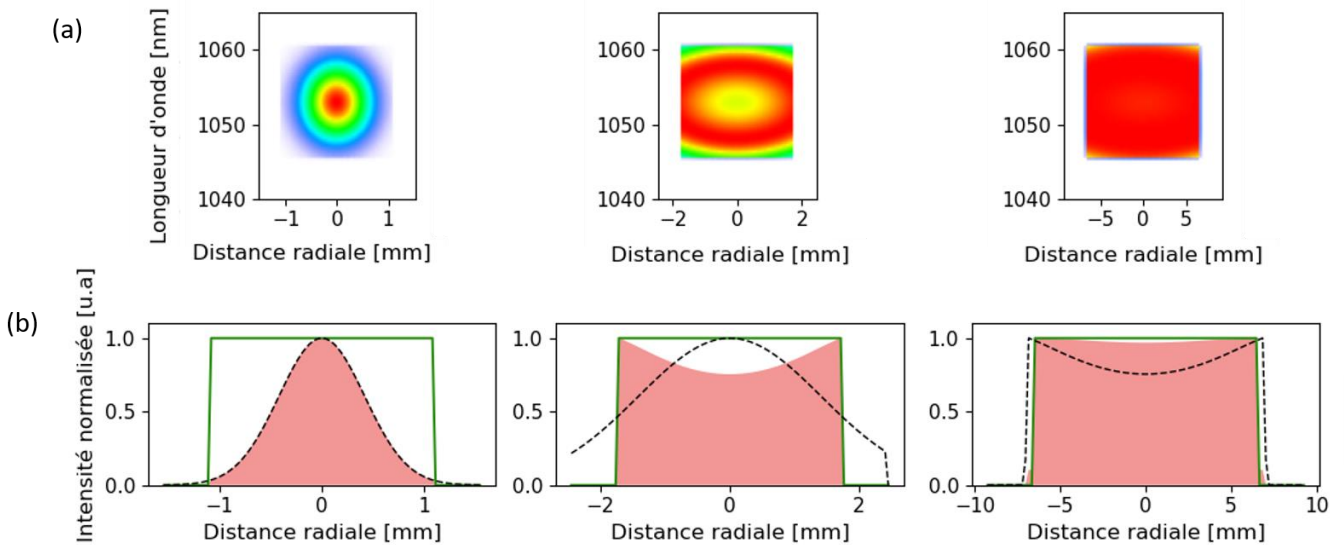 (a)
Longueur d'onde [nm]
1060
1050
1040
−1 0 1
Distance radiale [mm]
1060
1050
1040
−2 0 2
Distance radiale [mm]
1060
1050
1040
−5 0 5
Distance radiale [mm]
(b)
Intensité normalisée [u.a]
1.0
0.5
0.0
−1 0 1
Distance radiale [mm]
1.0
0.5
0.0
−2 0 2
Distance radiale [mm]
1.0
0.5
0.0
−10 −5 0 5 10
Distance radiale [mm]